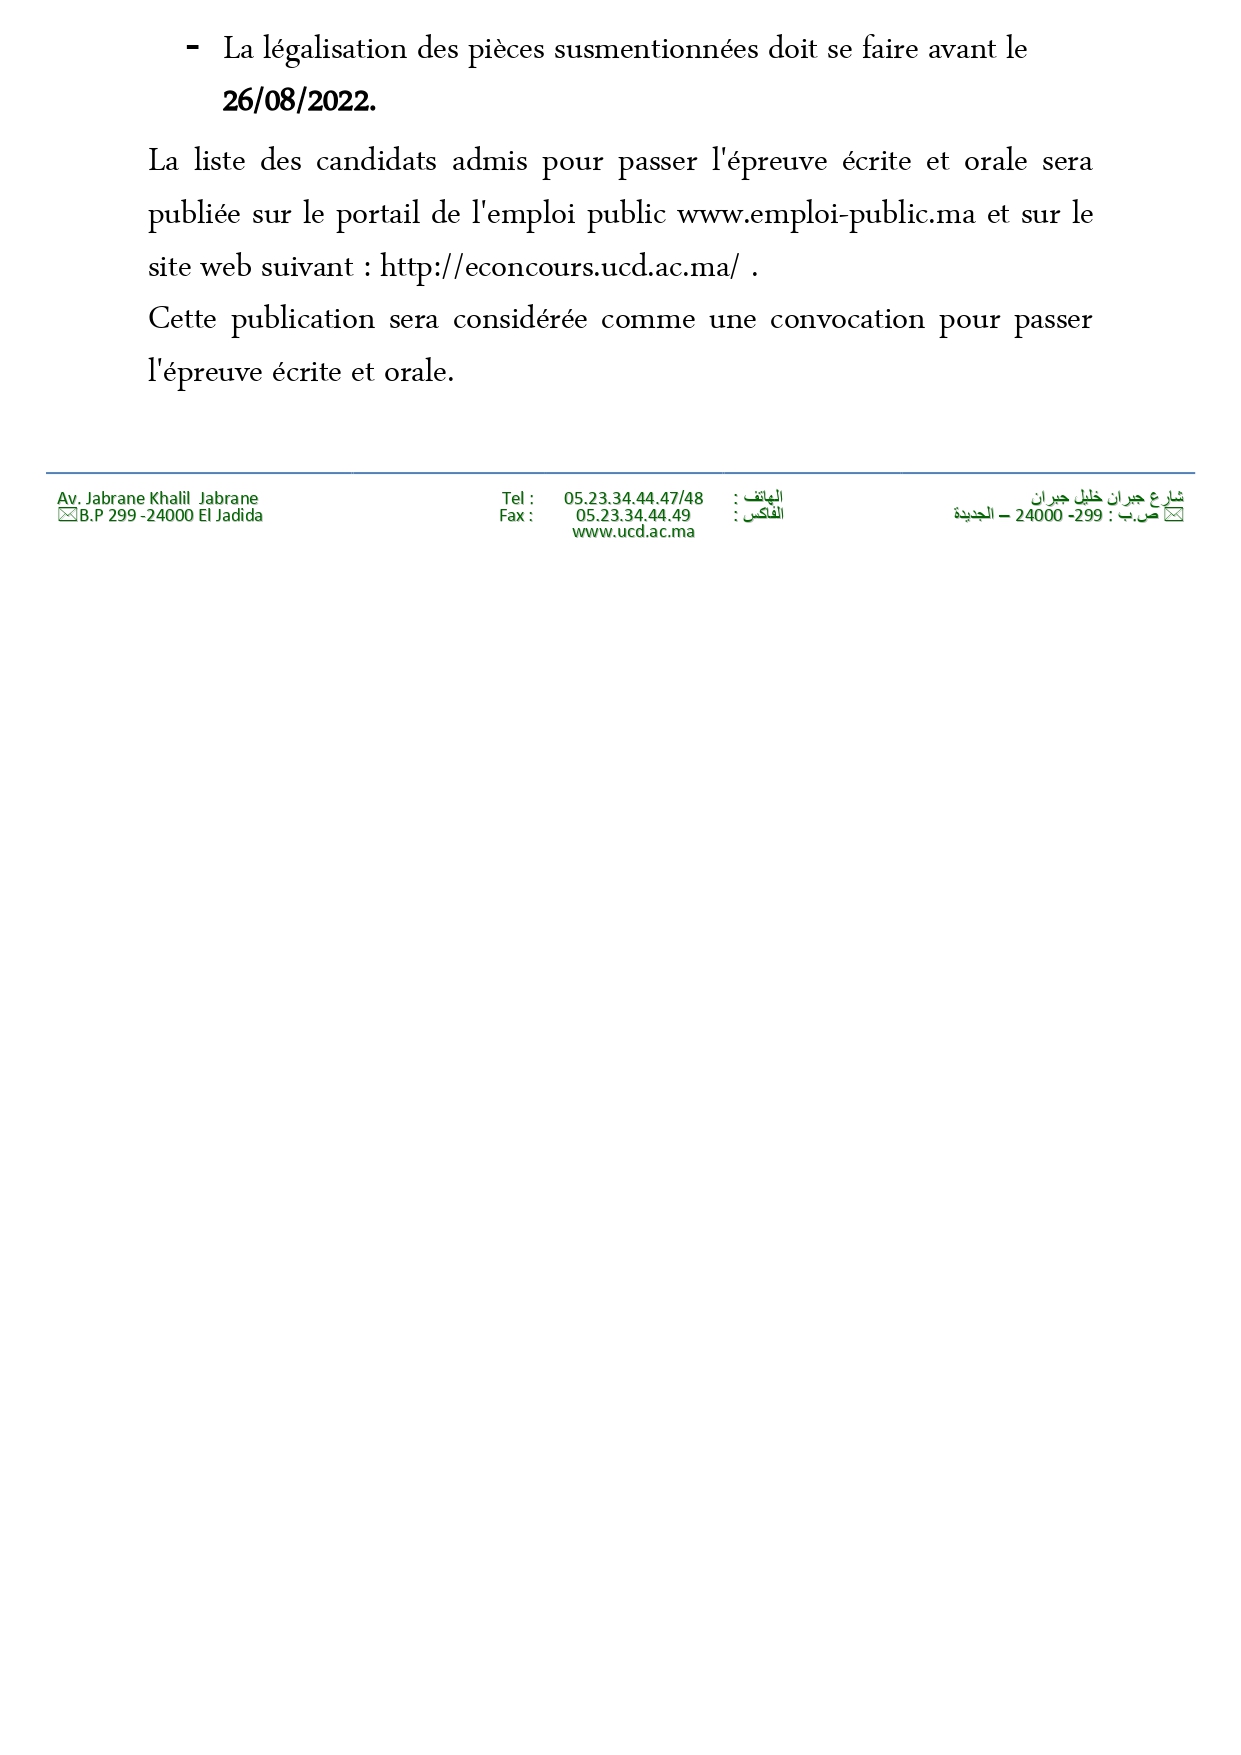 - La légalisation des pièces susmentionnées doit se faire avant le
26/08/2022.
La liste des candidats admis pour passer l'épreuve écrite et orale sera
publiée sur le portail de l'emploi public www.emploi-public.ma et sur le
site web suivant : http://econcours.ucd.ac.ma/ .
Cette publication sera considérée comme une convocation pour passer
l'épreuve écrite et orale.
Av. Jabrane Khalil Jabrane
✉B.P 299 -24000 El Jadida
Tel : 05.23.34.44.47/48 الهاتف :
Fax : 05.23.34.44.49 الفاكس :
www.ucd.ac.ma
شارع جبران خليل جبران
✉ ص.ب : 299- 24000 – الجديدة